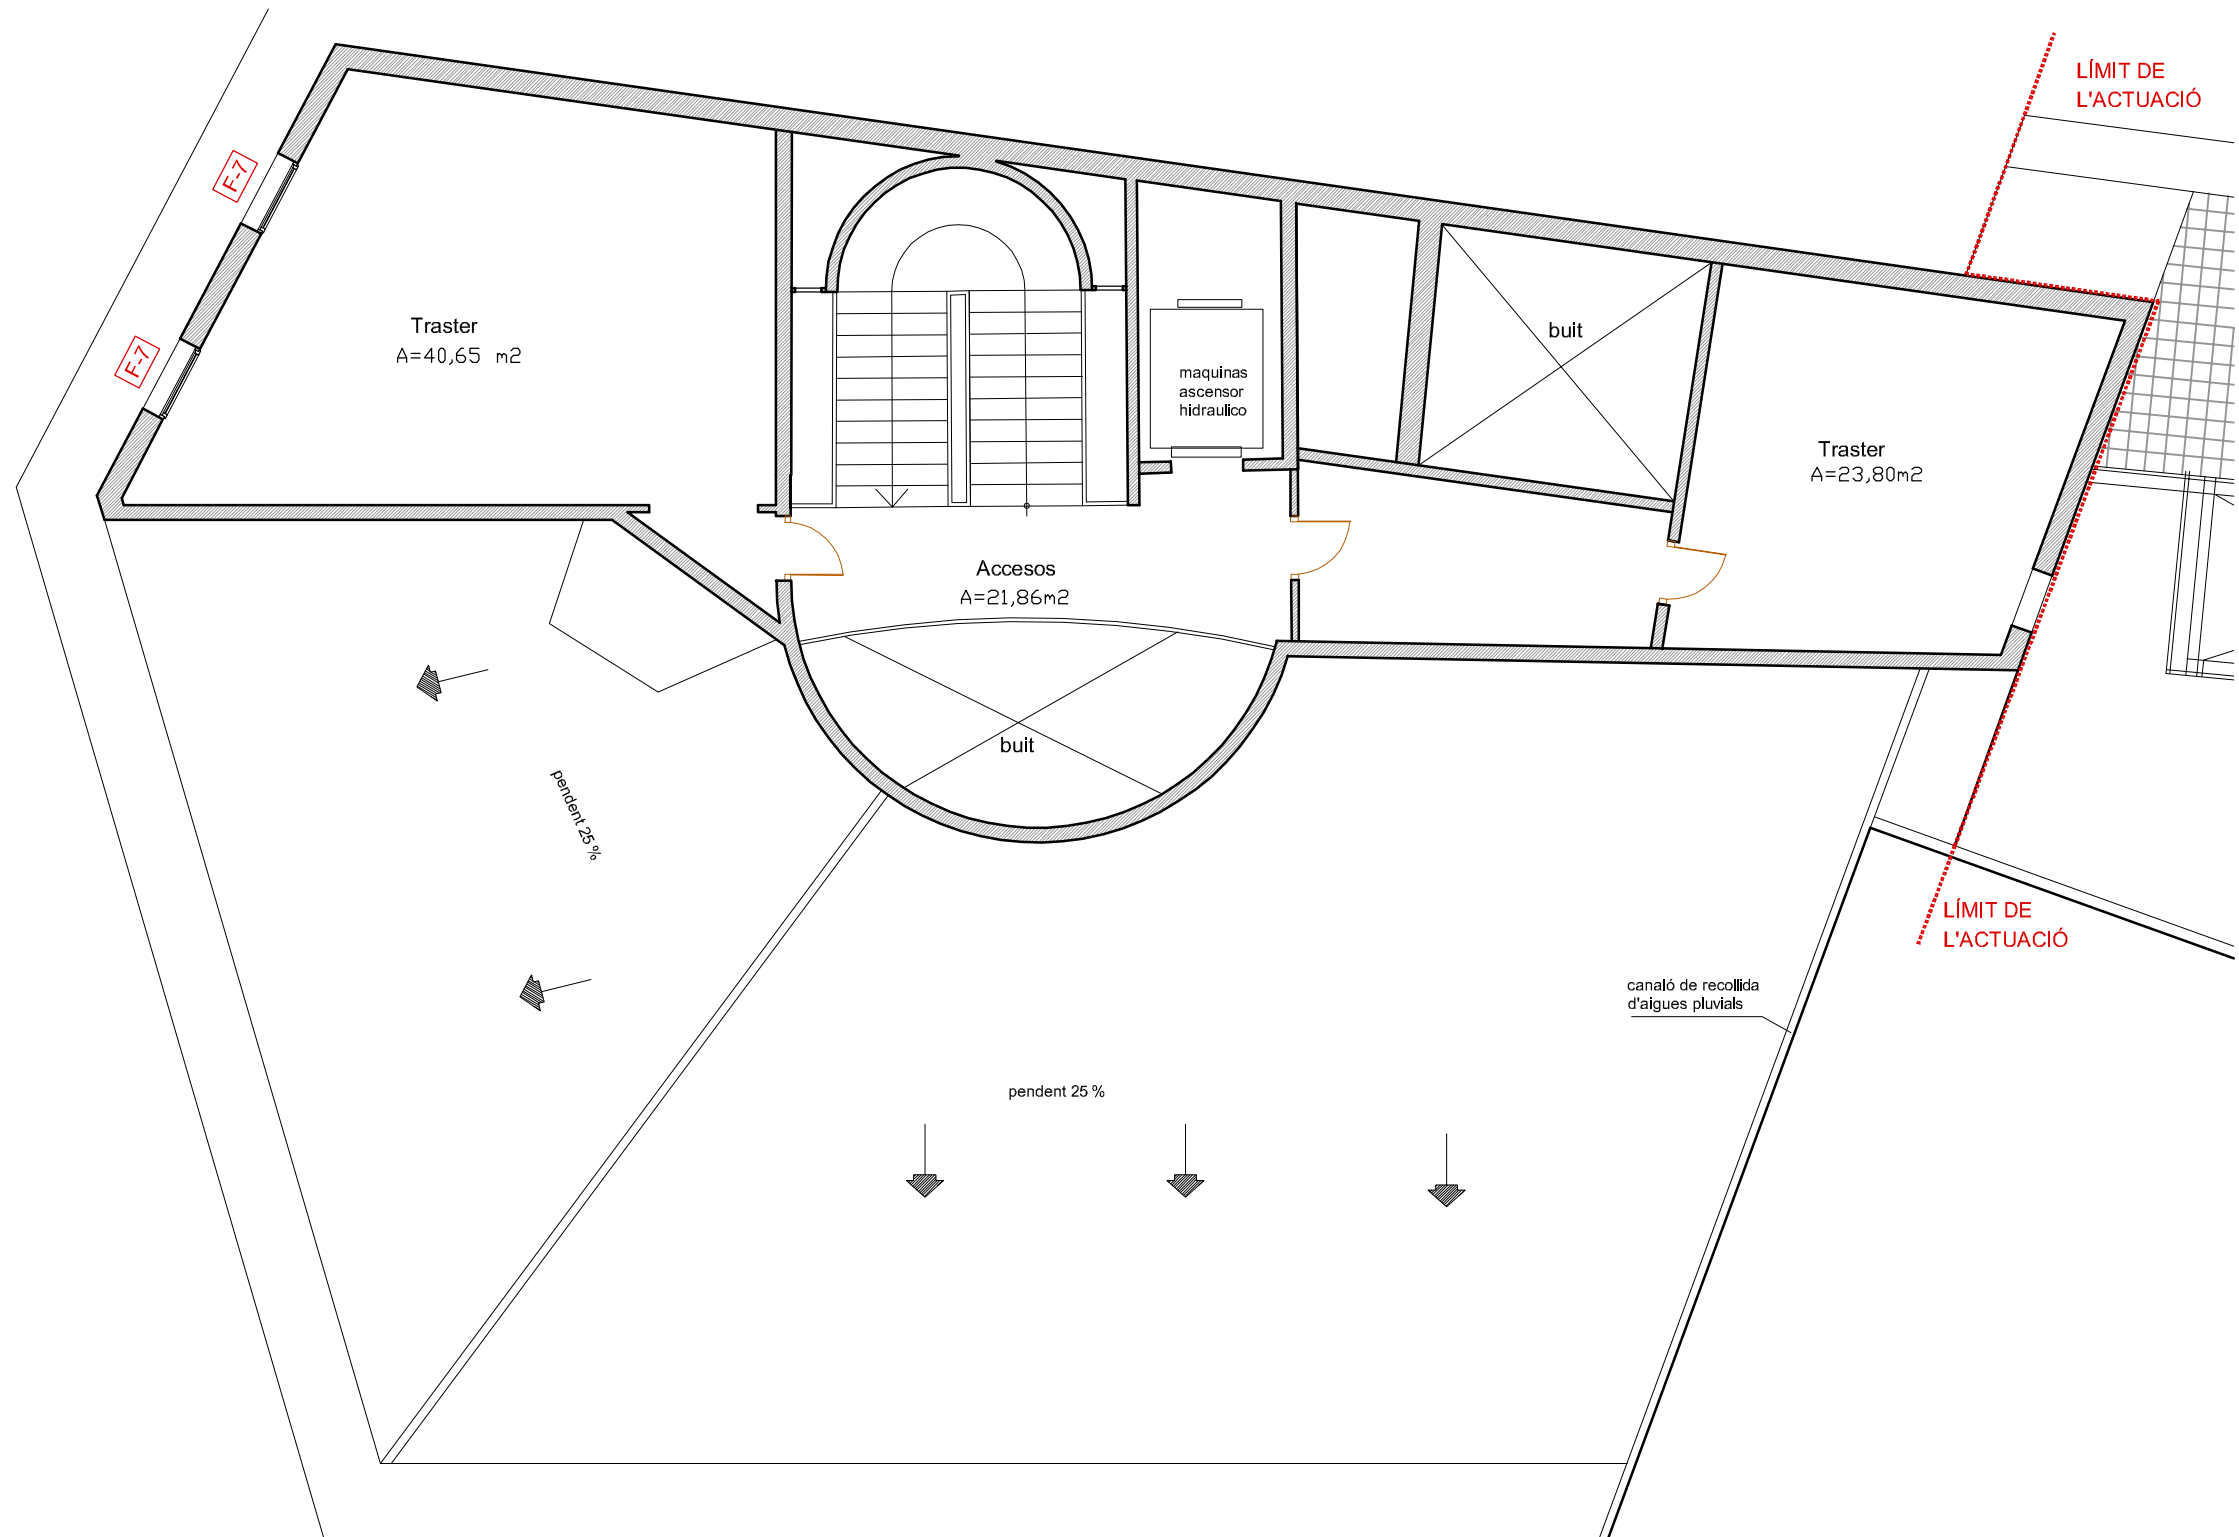 LÍMIT DE
L'ACTUACIÓ
F-7
F-7
Traster
A=40,65 m2
buit
maquinas
ascensor
hidraulico
Traster
A=23,80m2
Accesos
A=21,86m2
buit
pendent 25 %
LÍMIT DE
L'ACTUACIÓ
canaló de recollida
d'aigues pluvials
pendent 25 %